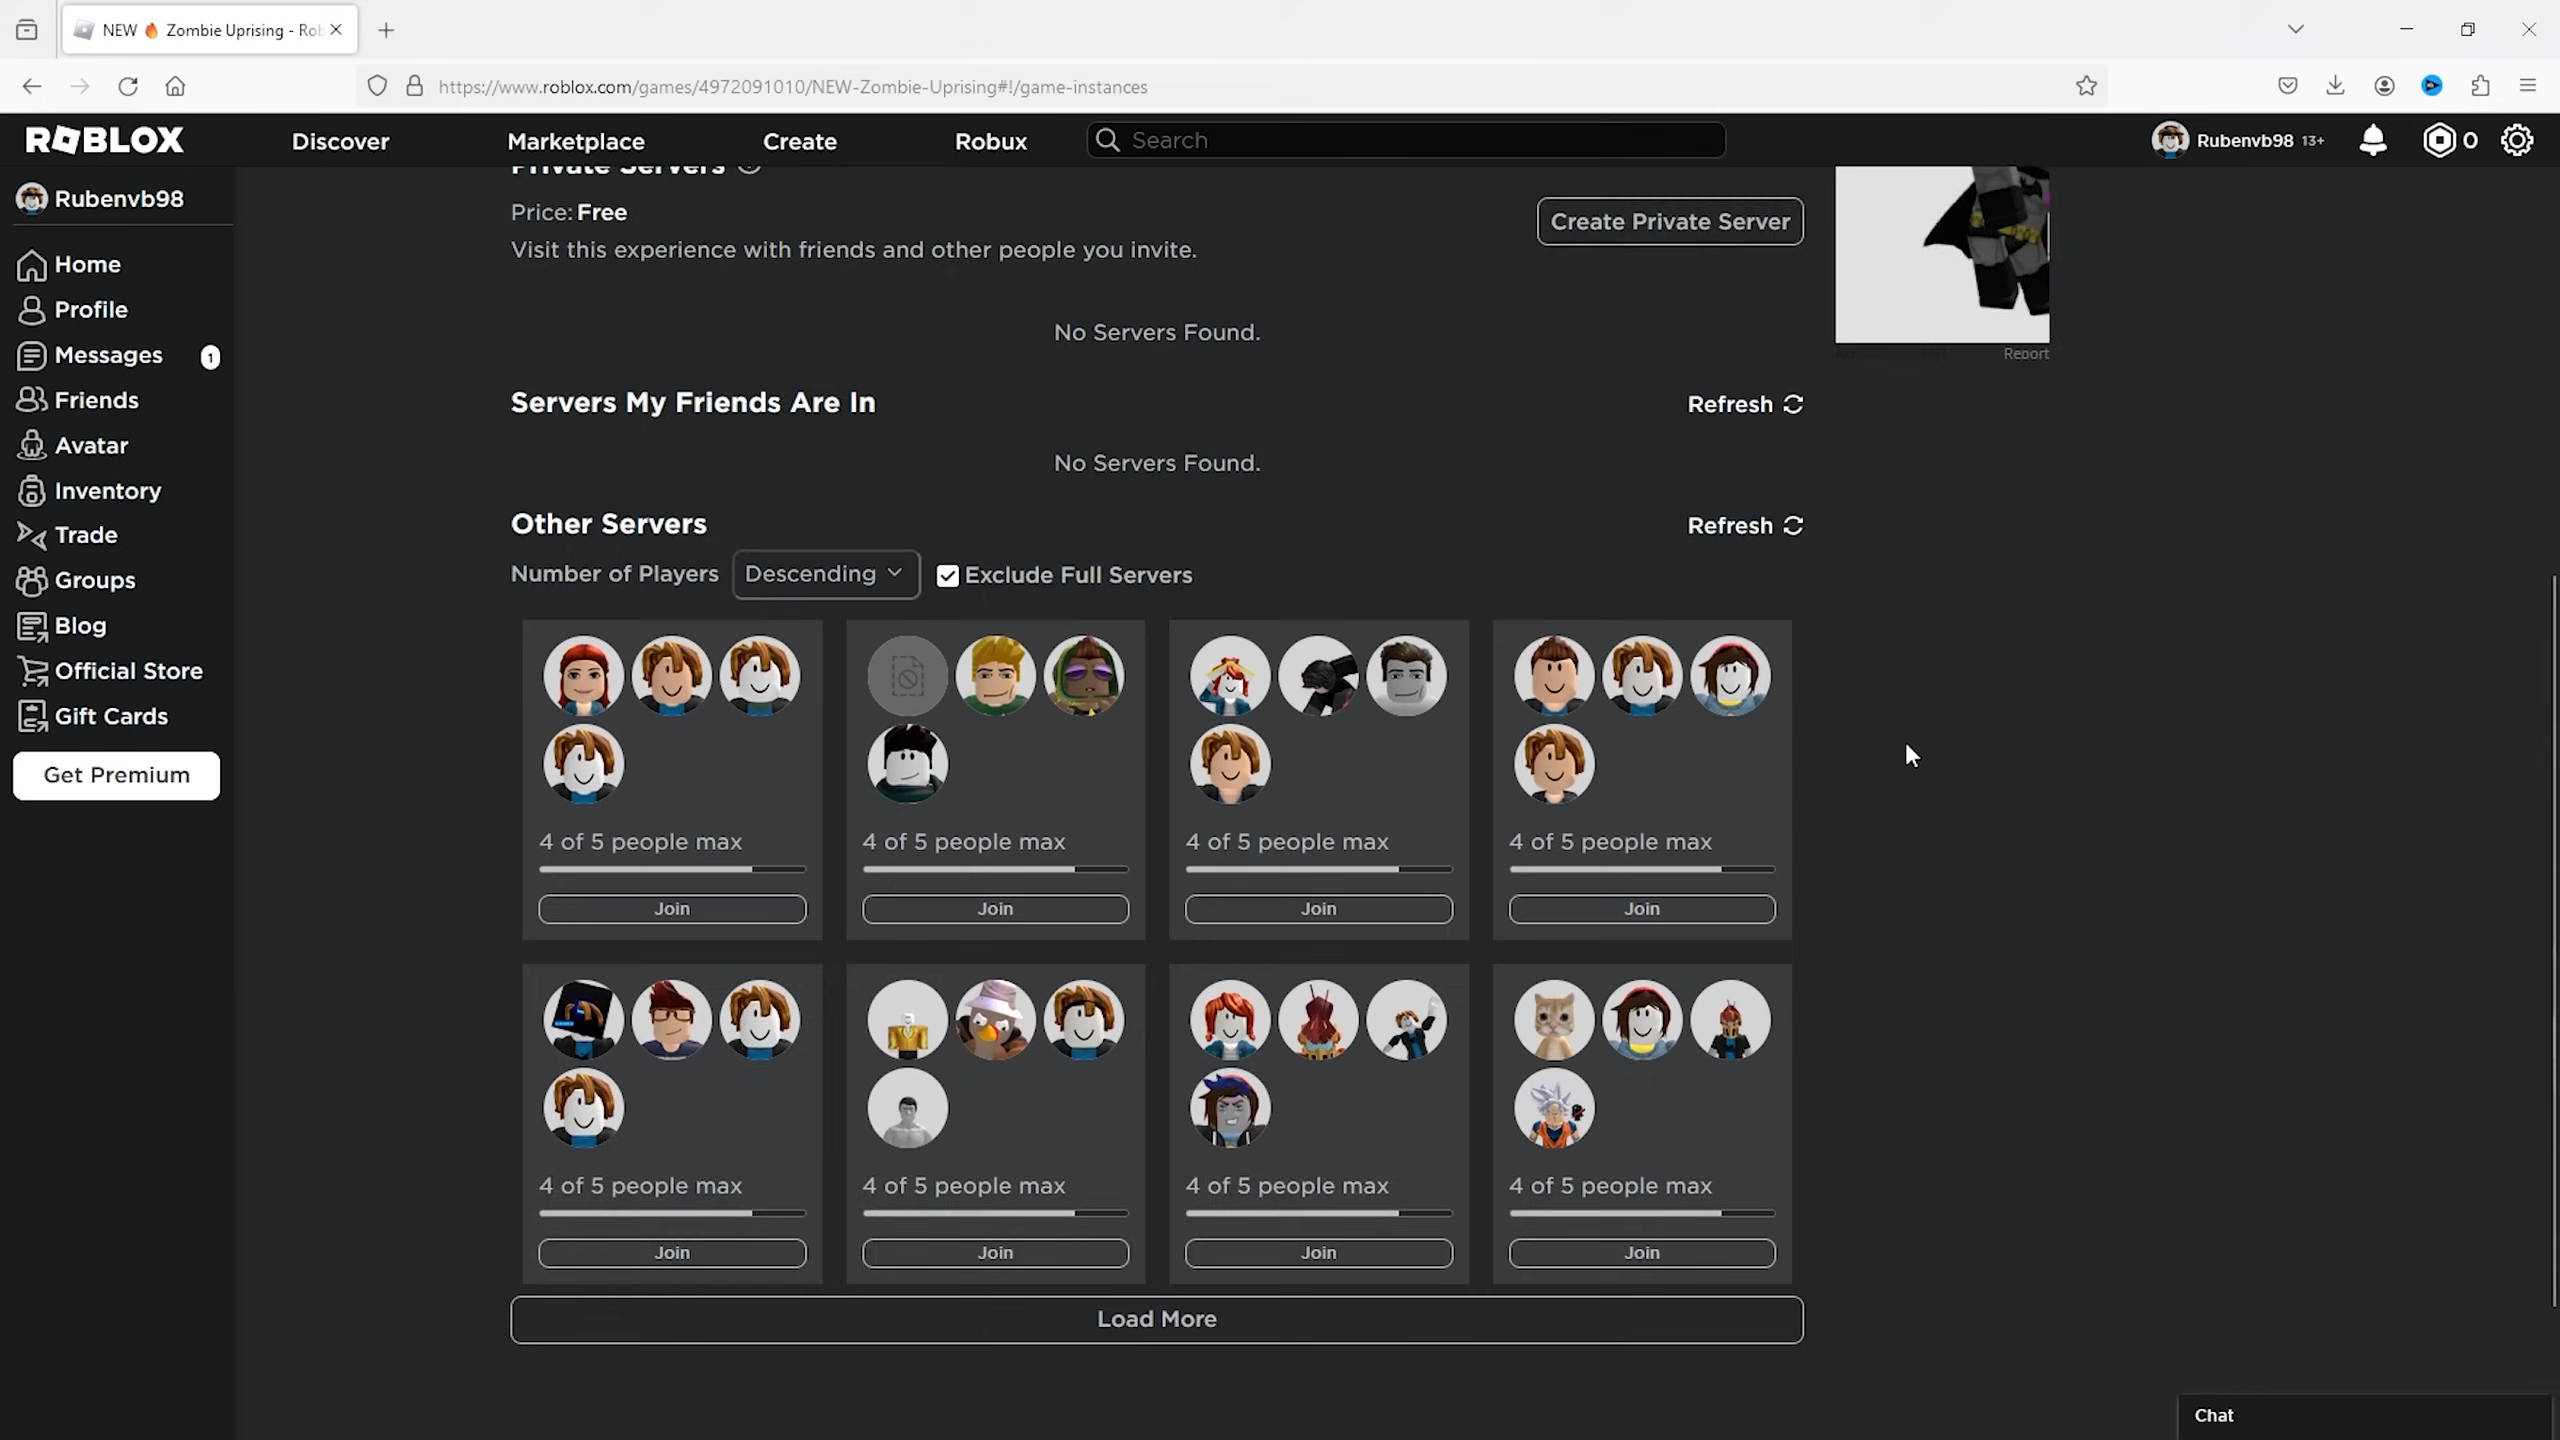 NEW 🔥 Zombie Uprising - Rob
https://www.roblox.com/games/4972091010/NEW-Zombie-Uprising#!/game-instances
ROBLOX
Discover
Marketplace
Create
Robux
Search
Rubenvb98 13+
0
Rubenvb98
Home
Profile
Messages 1
Friends
Avatar
Inventory
Trade
Groups
Blog
Official Store
Gift Cards
Get Premium
Private Servers
Price: Free
Create Private Server
Visit this experience with friends and other people you invite.
No Servers Found.
Report
Servers My Friends Are In
Refresh
No Servers Found.
Other Servers
Refresh
Number of Players Descending Exclude Full Servers
4 of 5 people max
Join
4 of 5 people max
Join
4 of 5 people max
Join
4 of 5 people max
Join
4 of 5 people max
Join
4 of 5 people max
Join
4 of 5 people max
Join
4 of 5 people max
Join
Load More
Chat